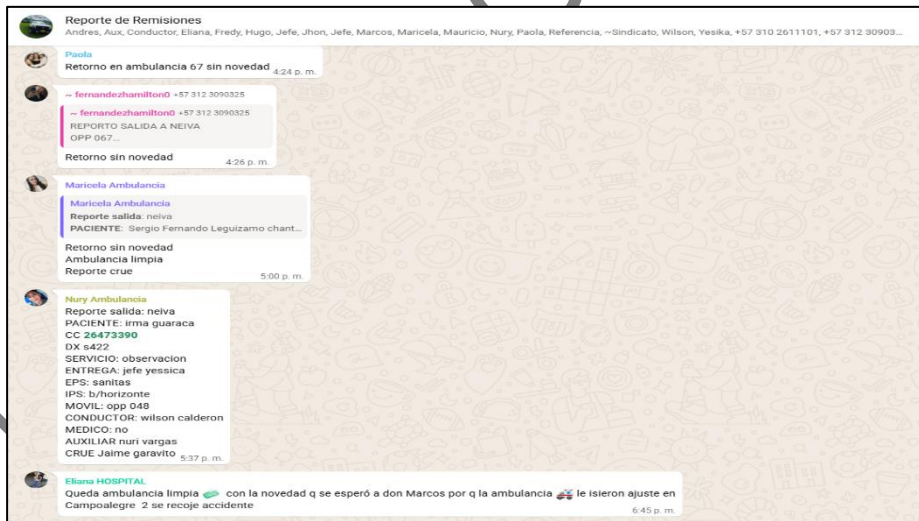 Reporte de Remisiones
Andres, Aux, Conductor, Eliana, Fredy, Hugo, Jefe, Jhon, Jefe, Marcos, Maricela, Mauricio, Nury, Paola, Referencia, ~Sindicato, Wilson, Yesika, +57 310 2611101, +57 312 30903...
Paola
Retorno en ambulancia 67 sin novedad
4:24 p. m.
~ fernandezhamilton0 +57 312 3090325
~ fernandezhamilton0 +57 312 3090325
REPORTO SALIDA A NEIVA
OPP 067...
Retorno sin novedad
4:26 p. m.
Maricela Ambulancia
Maricela Ambulancia
Reporte salida: neiva
PACIENTE: Sergio Fernando Leguizamo chant...
Retorno sin novedad
Ambulancia limpia
Reporte crue
5:00 p. m.
Nury Ambulancia
Reporte salida: neiva
PACIENTE: irma guaraca
CC 26473390
DX s422
SERVICIO: observacion
ENTREGA: jefe yessica
EPS: sanitas
IPS: b/horizonte
MOVIL: opp 048
CONDUCTOR: wilson calderon
MEDICO: no
AUXILIAR nuri vargas
CRUE Jaime garavito
5:37 p. m.
Eliana HOSPITAL
Queda ambulancia limpia 🧼 con la novedad q se esperó a don Marcos por q la ambulancia 🚑 le isieron ajuste en
Campoalegre 2 se recoje accidente
6:45 p. m.